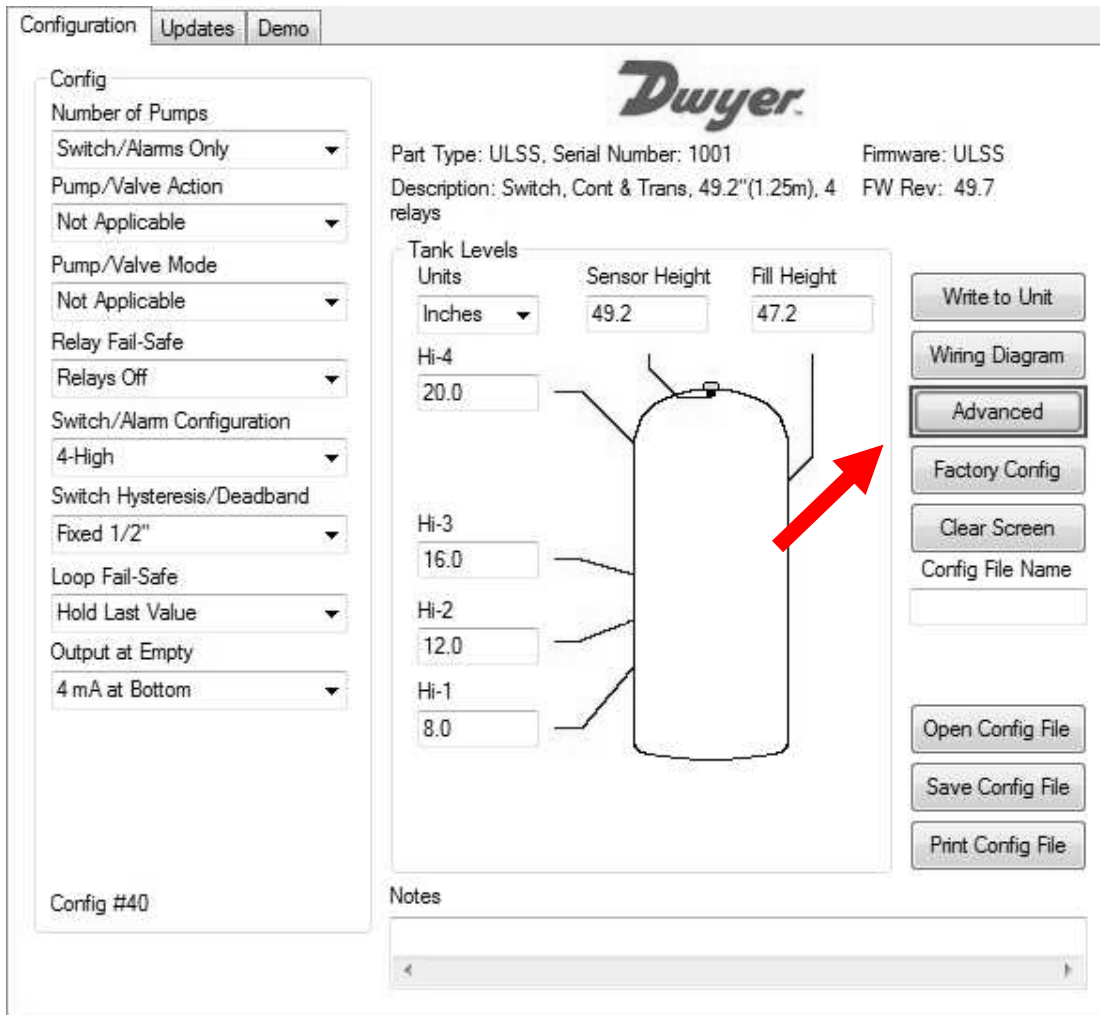 Configuration Updates Demo
Config
Number of Pumps
Switch/Alarms Only
Pump/Valve Action
Not Applicable
Pump/Valve Mode
Not Applicable
Relay Fail-Safe
Relays Off
Switch/Alarm Configuration
4-High
Switch Hysteresis/Deadband
Fixed 1/2"
Loop Fail-Safe
Hold Last Value
Output at Empty
4 mA at Bottom
Config #40
Dwyer
Part Type: ULSS, Serial Number: 1001
Firmware: ULSS
Description: Switch, Cont & Trans, 49.2"(1.25m), 4
relays
FW Rev: 49.7
Tank Levels
Units Sensor Height Fill Height
Inches 49.2 47.2
Hi-4
20.0
Hi-3
16.0
Hi-2
12.0
Hi-1
8.0
Write to Unit
Wiring Diagram
Advanced
Factory Config
Clear Screen
Config File Name
Open Config File
Save Config File
Print Config File
Notes